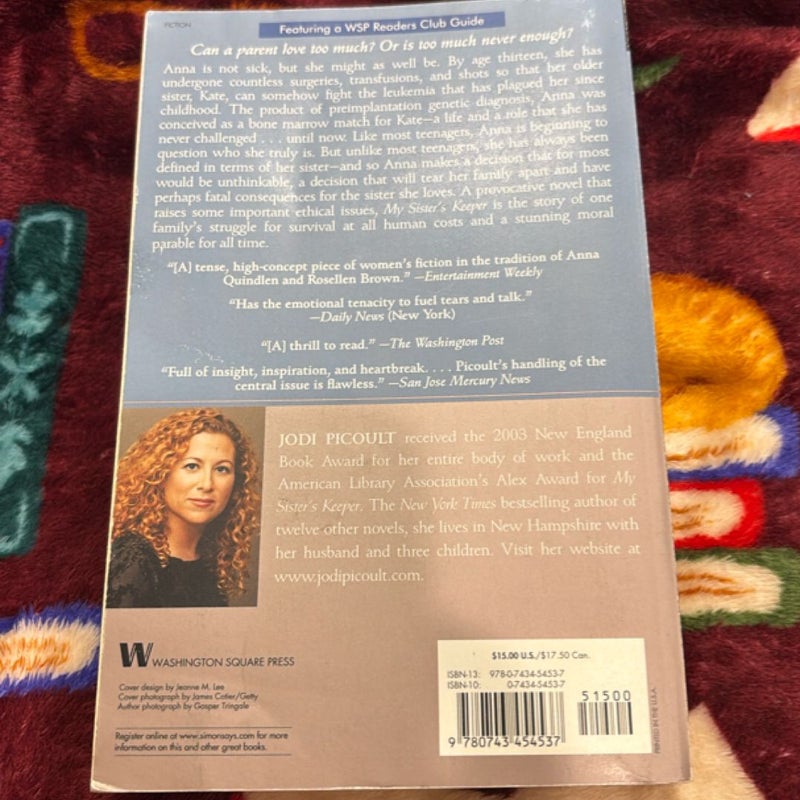 FICTION
Featuring a WSP Readers Club Guide
Can a parent love too much? Or is too much never enough?
Anna is not sick, but she might as well be. By age thirteen, she has
undergone countless surgeries, transfusions, and shots so that her older
sister, Kate, can somehow fight the leukemia that has plagued her since
childhood. The product of preimplantation genetic diagnosis, Anna was
conceived as a bone marrow match for Kate—a life and a role that she has
never challenged . . . until now. Like most teenagers, Anna is beginning to
question who she truly is. But unlike most teenagers, she has always been
defined in terms of her sister—and so Anna makes a decision that for most
would be unthinkable, a decision that will tear her family apart and have
perhaps fatal consequences for the sister she loves. A provocative novel that
raises some important ethical issues, My Sister's Keeper is the story of one
family's struggle for survival at all human costs and a stunning moral
parable for all time.
"[A] tense, high-concept piece of women's fiction in the tradition of Anna
Quindlen and Rosellen Brown." —Entertainment Weekly
"Has the emotional tenacity to fuel tears and talk."
—Daily News (New York)
"[A] thrill to read." —The Washington Post
"Full of insight, inspiration, and heartbreak. . . . Picoult's handling of the
central issue is flawless." —San Jose Mercury News
JODI PICOULT received the 2003 New England
Book Award for her entire body of work and the
American Library Association's Alex Award for My
Sister's Keeper. The New York Times bestselling author of
twelve other novels, she lives in New Hampshire with
her husband and three children. Visit her website at
www.jodipicoult.com.
W WASHINGTON SQUARE PRESS
Cover design by Jeanne M. Lee
Cover photograph by James Cotier/Getty
Author photograph by Gasper Tringale
Register online at www.simonsays.com for more
information on this and other great books.
$15.00 U.S./$17.50 Can.
ISBN-13: 978-0-7434-5453-7
ISBN-10: 0-7434-5453-7
51500
9 780743 454537
PRINTED IN THE U.S.A.